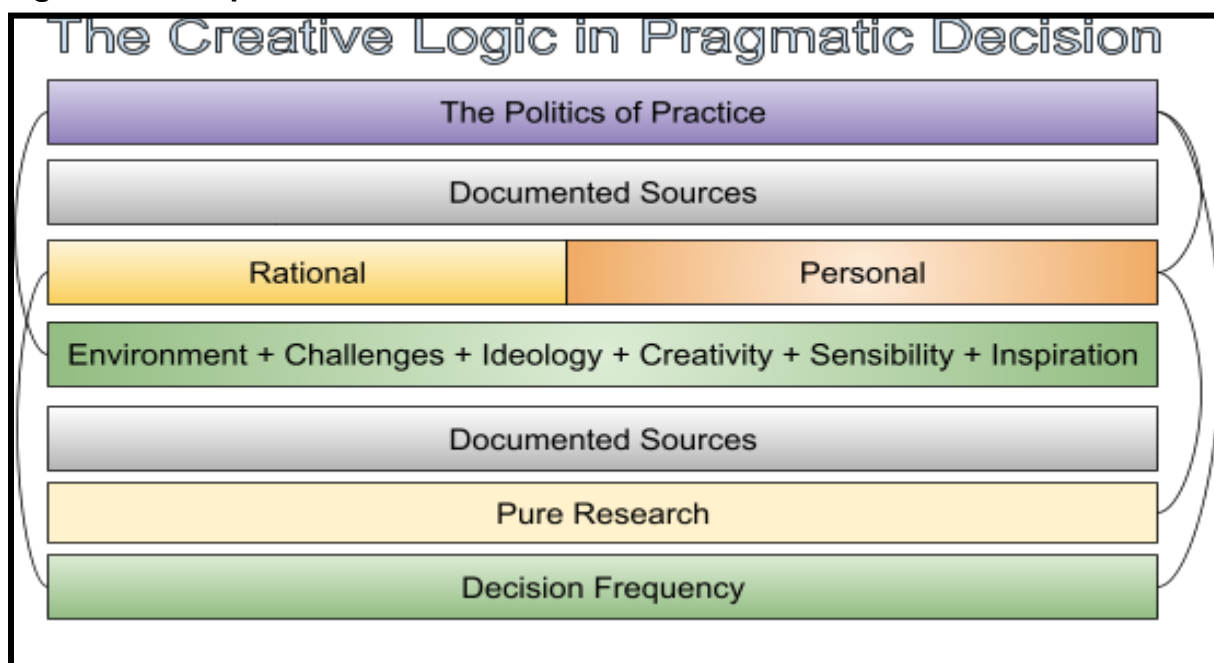 The Creative Logic in Pragmatic Decision
The Politics of Practice
Documented Sources
Rational Personal
Environment + Challenges + Ideology + Creativity + Sensibility + Inspiration
Documented Sources
Pure Research
Decision Frequency